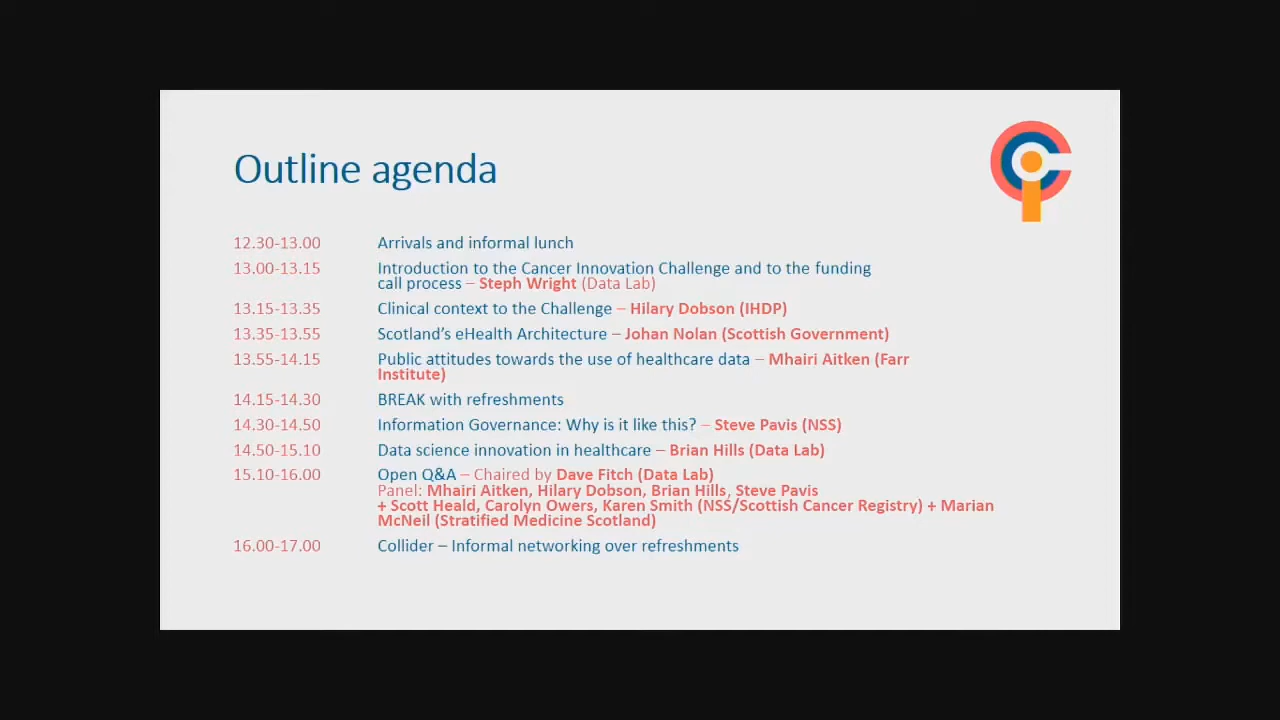 Outline agenda
12.30-13.00 Arrivals and informal lunch
13.00-13.15 Introduction to the Cancer Innovation Challenge and to the funding
call process – Steph Wright (Data Lab)
13.15-13.35 Clinical context to the Challenge – Hilary Dobson (IHDP)
13.35-13.55 Scotland's eHealth Architecture – Johan Nolan (Scottish Government)
13.55-14.15 Public attitudes towards the use of healthcare data – Mhairi Aitken (Farr
Institute)
14.15-14.30 BREAK with refreshments
14.30-14.50 Information Governance: Why is it like this? – Steve Pavis (NSS)
14.50-15.10 Data science innovation in healthcare – Brian Hills (Data Lab)
15.10-16.00 Open Q&A – Chaired by Dave Fitch (Data Lab)
Panel: Mhairi Aitken, Hilary Dobson, Brian Hills, Steve Pavis
+ Scott Heald, Carolyn Owers, Karen Smith (NSS/Scottish Cancer Registry) + Marian
McNeil (Stratified Medicine Scotland)
16.00-17.00 Collider – Informal networking over refreshments